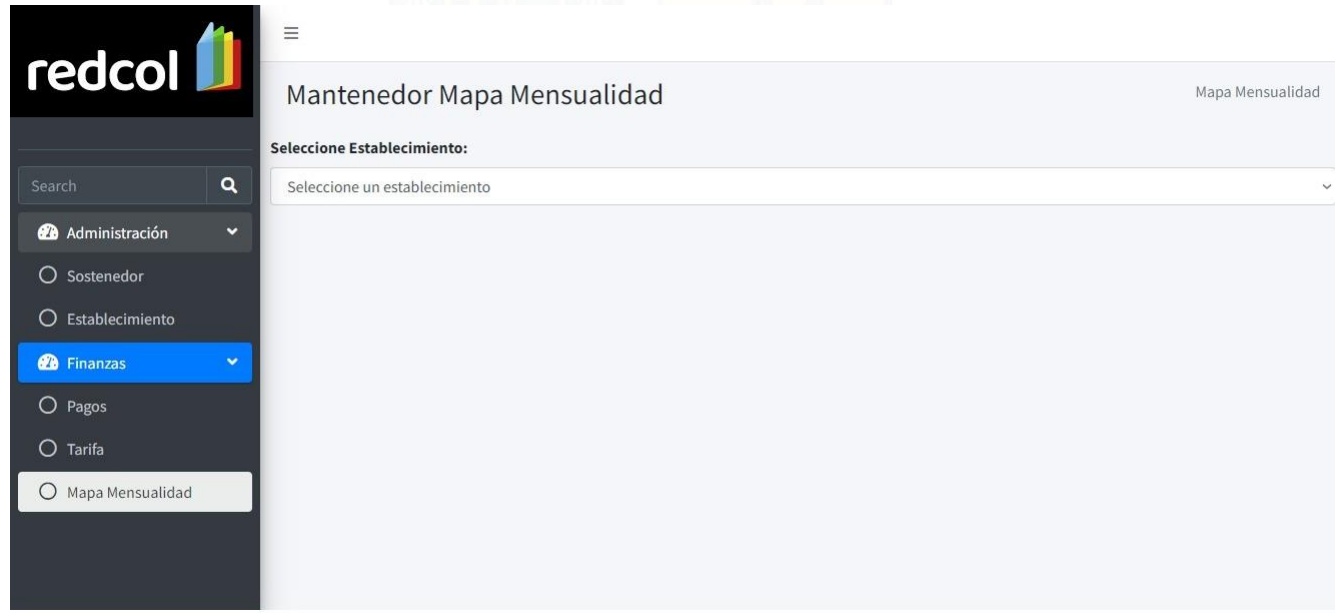 redcol
Search
Administración
Sostenedor
Establecimiento
Finanzas
Pagos
Tarifa
Mapa Mensualidad
Mantenedor Mapa Mensualidad
Mapa Mensualidad
Seleccione Establecimiento:
Seleccione un establecimiento